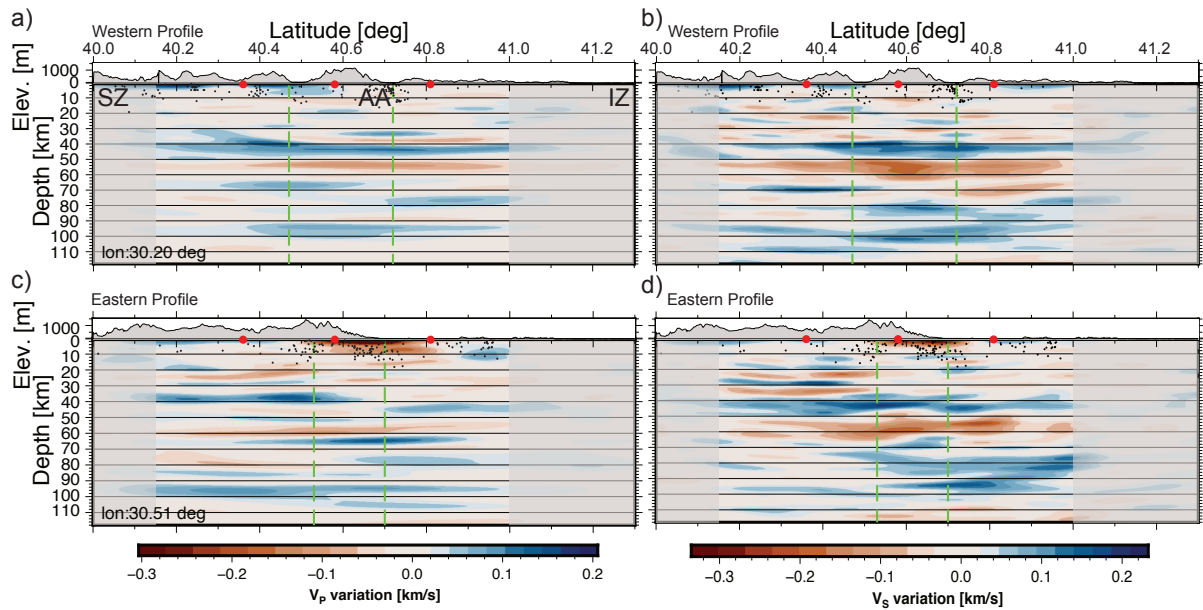 a)
Western Profile
Latitude [deg]
40.0 40.2 40.4 40.6 40.8 41.0 41.2
Elev. [m]
1000
0
SZ AA IZ
Depth [km]
10
20
30
40
50
60
70
80
90
100
110
lon:30.20 deg
b)
Western Profile
Latitude [deg]
40.0 40.2 40.4 40.6 40.8 41.0 41.2
c)
Eastern Profile
Elev. [m]
1000
0
Depth [km]
10
20
30
40
50
60
70
80
90
100
110
lon:30.51 deg
d)
Eastern Profile
−0.3 −0.2 −0.1 0.0 0.1 0.2
VP variation [km/s]
−0.3 −0.2 −0.1 0.0 0.1 0.2
VS variation [km/s]